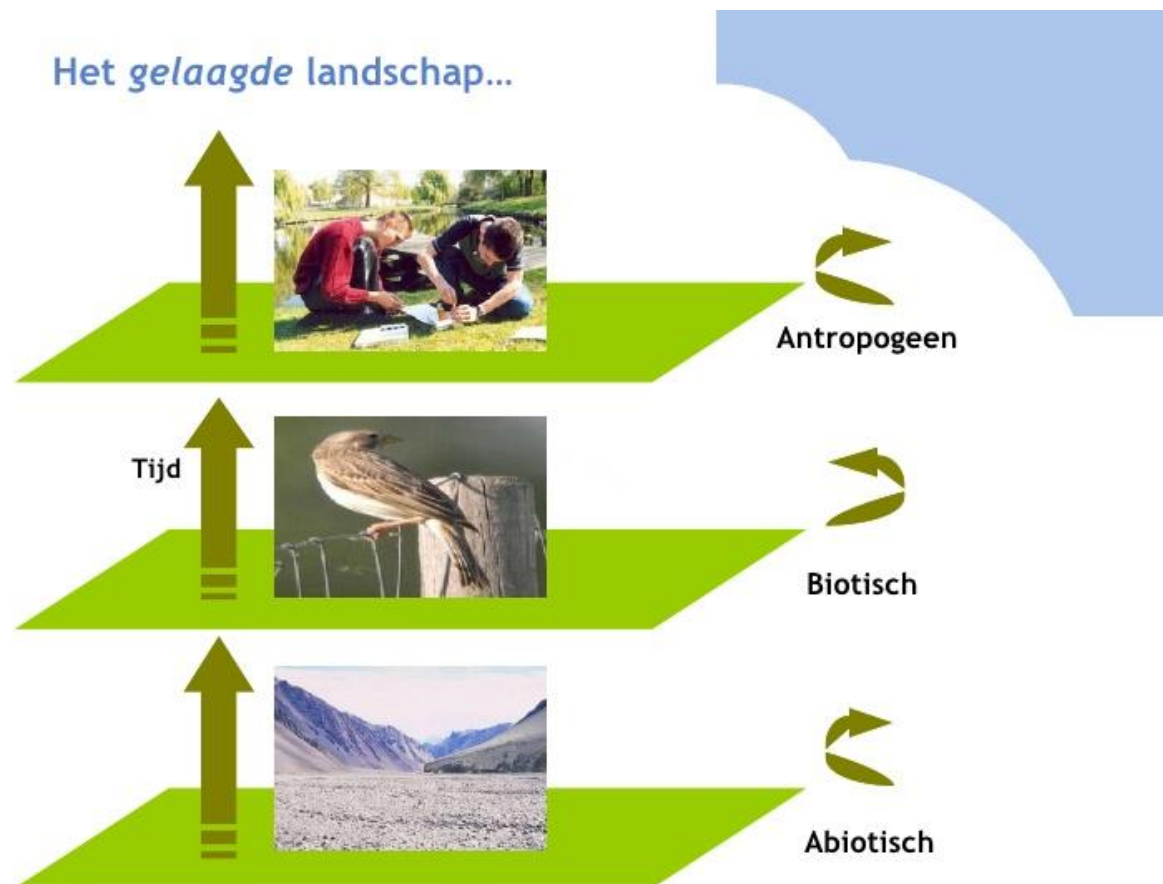 Het gelaagde landschap...
Antropogeen
Tijd
Biotisch
Abiotisch